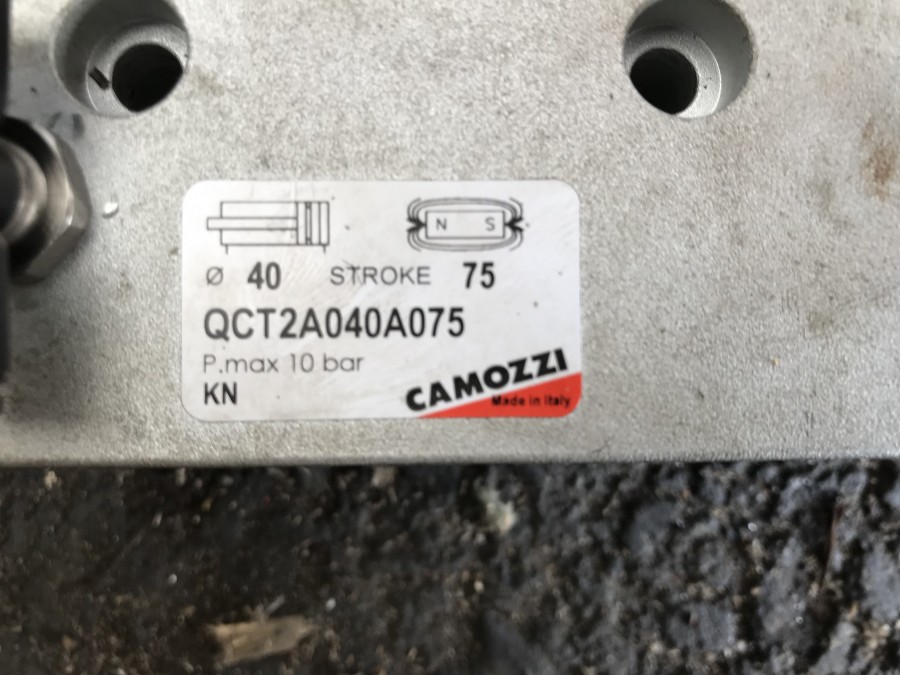 N S
Ø 40 STROKE 75
QCT2A040A075
P.max 10 bar
KN
CAMOZZI
Made in Italy